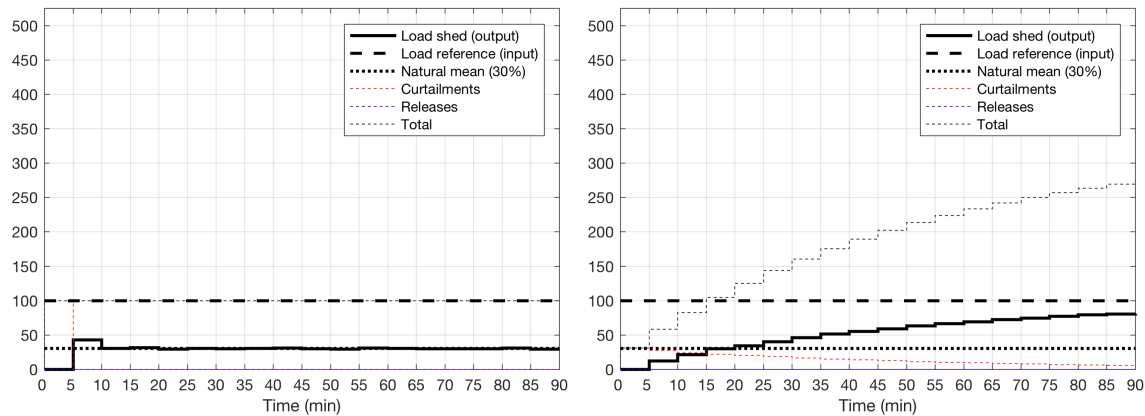 500
450
400
350
300
250
200
150
100
50
0
Load shed (output)
Load reference (input)
Natural mean (30%)
Curtailments
Releases
Total
0 5 10 15 20 25 30 35 40 45 50 55 60 65 70 75 80 85 90
Time (min)
500
450
400
350
300
250
200
150
100
50
0
Load shed (output)
Load reference (input)
Natural mean (30%)
Curtailments
Releases
Total
0 5 10 15 20 25 30 35 40 45 50 55 60 65 70 75 80 85 90
Time (min)